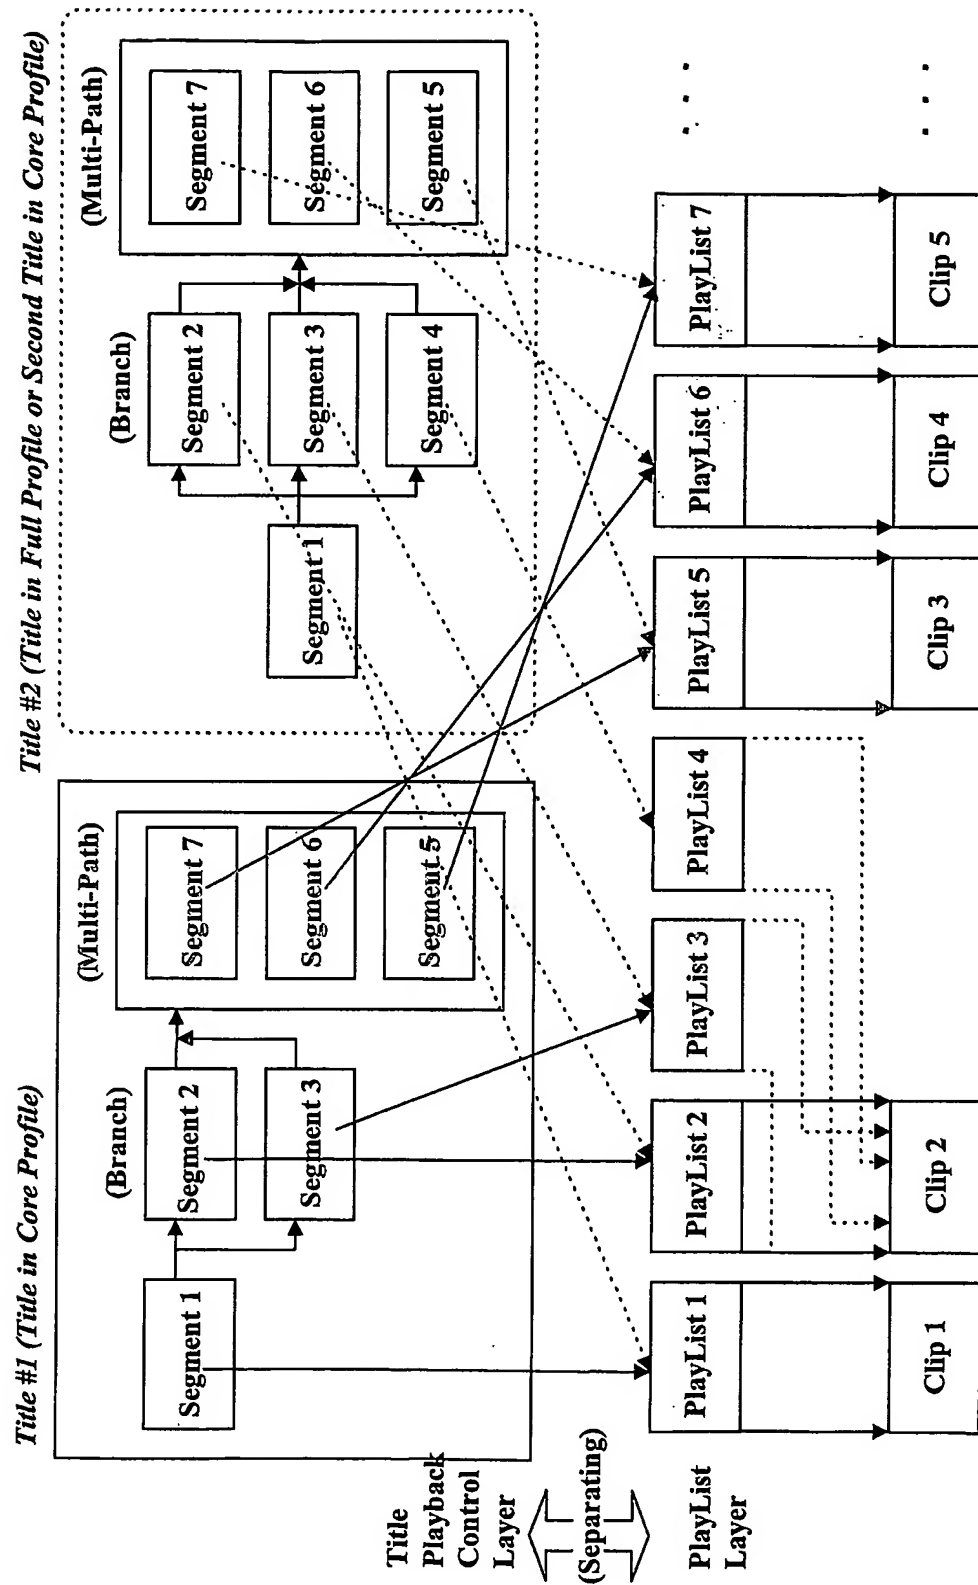 Title #1 (Title in Core Profile)
Title #2 (Title in Full Profile or Second Title in Core Profile)
(Branch)
(Multi-Path)
Segment 1
Segment 2
Segment 3
Segment 7
Segment 6
Segment 5
(Branch)
(Multi-Path)
Segment 1
Segment 2
Segment 3
Segment 4
Segment 7
Segment 6
Segment 5
Title
Playback
Control
Layer
(Separating)
PlayList
Layer
PlayList 1
PlayList 2
PlayList 3
PlayList 4
PlayList 5
PlayList 6
PlayList 7
. . .
Clip 1
Clip 2
Clip 3
Clip 4
Clip 5
. . .